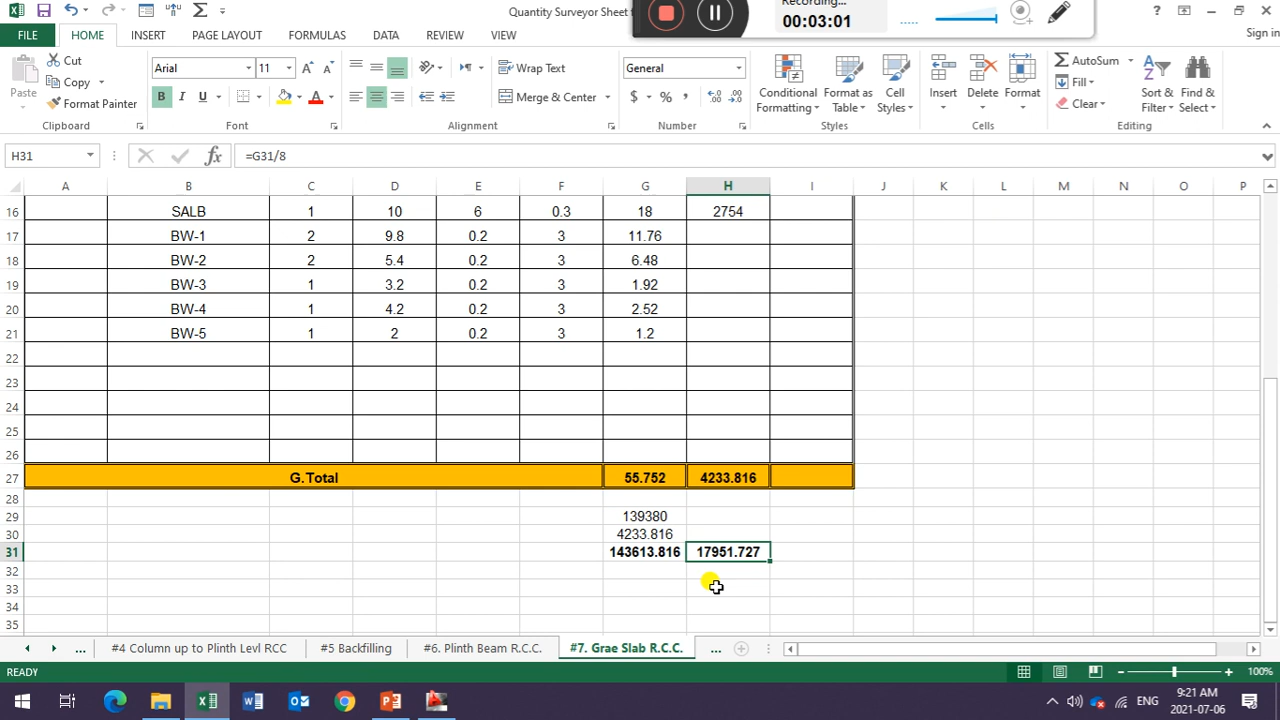 Quantity Surveyor Sheet f
Recording...
00:03:01
Sign in
FILE HOME INSERT PAGE LAYOUT FORMULAS DATA REVIEW VIEW
Paste
Cut
Copy
Format Painter
Clipboard
Arial 11
B I U
Font
Wrap Text
Merge & Center
Alignment
General
$ % ,
Number
Conditional Formatting
Format as Table
Cell Styles
Styles
Insert
Delete
Format
Cells
AutoSum
Fill
Clear
Sort & Filter
Find & Select
Editing
H31 fx =G31/8
A B C D E F G H I J K L M N O P
16 SALB 1 10 6 0.3 18 2754
17 BW-1 2 9.8 0.2 3 11.76
18 BW-2 2 5.4 0.2 3 6.48
19 BW-3 1 3.2 0.2 3 1.92
20 BW-4 1 4.2 0.2 3 2.52
21 BW-5 1 2 0.2 3 1.2
22
23
24
25
26
27 G.Total 55.752 4233.816
28
29 139380
30 4233.816
31 143613.816 17951.727
32
33
34
35
... #4 Column up to Plinth Levl RCC #5 Backfilling #6. Plinth Beam R.C.C. #7. Grae Slab R.C.C. ...
READY 100%
ENG 9:21 AM
2021-07-06